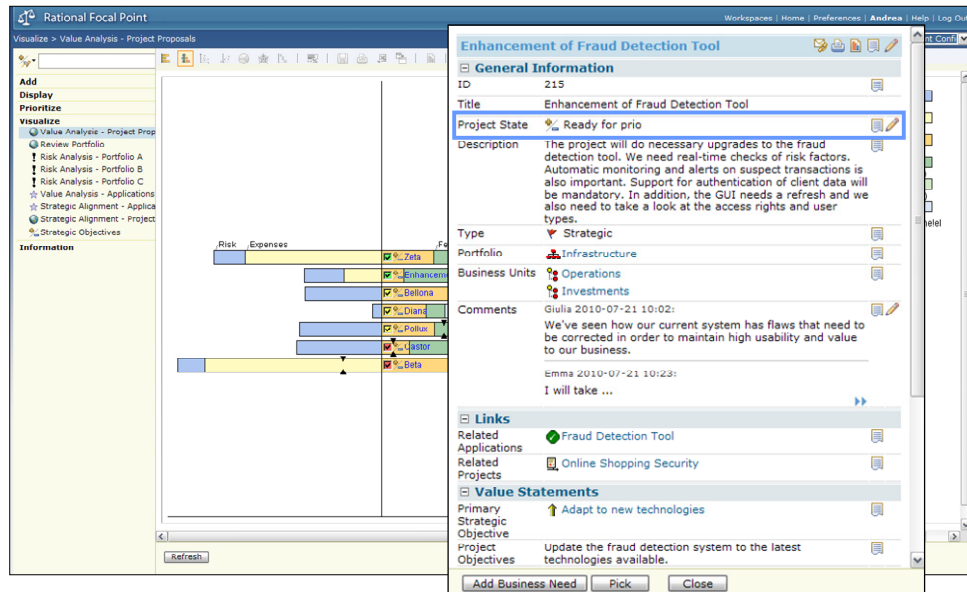 Rational Focal Point
Workspaces | Home | Preferences | Andrea | Help | Log Out
Visualize > Value Analysis - Project Proposals
Add
Display
Prioritize
Visualize
Value Analysis - Project Prop
Review Portfolio
Risk Analysis - Portfolio A
Risk Analysis - Portfolio B
Risk Analysis - Portfolio C
Value Analysis - Applications
Strategic Alignment - Applica
Strategic Alignment - Project
Strategic Objectives
Information
Risk Expenses Fe
Zeta
Enhancem
Bellona
Diana
Pollux
Castor
Beta
Refresh
Enhancement of Fraud Detection Tool
General Information
ID 215
Title Enhancement of Fraud Detection Tool
Project State Ready for prio
Description The project will do necessary upgrades to the fraud
detection tool. We need real-time checks of risk factors.
Automatic monitoring and alerts on suspect transactions is
also important. Support for authentication of client data will
be mandatory. In addition, the GUI needs a refresh and we
also need to take a look at the access rights and user
types.
Type Strategic
Portfolio Infrastructure
Business Units Operations
Investments
Comments Giulia 2010-07-21 10:02:
We've seen how our current system has flaws that need to
be corrected in order to maintain high usability and value
to our business.
Emma 2010-07-21 10:23:
I will take ...
Links
Related Applications Fraud Detection Tool
Related Projects Online Shopping Security
Value Statements
Primary Strategic Objective Adapt to new technologies
Project Objectives Update the fraud detection system to the latest
technologies available.
Add Business Need Pick Close